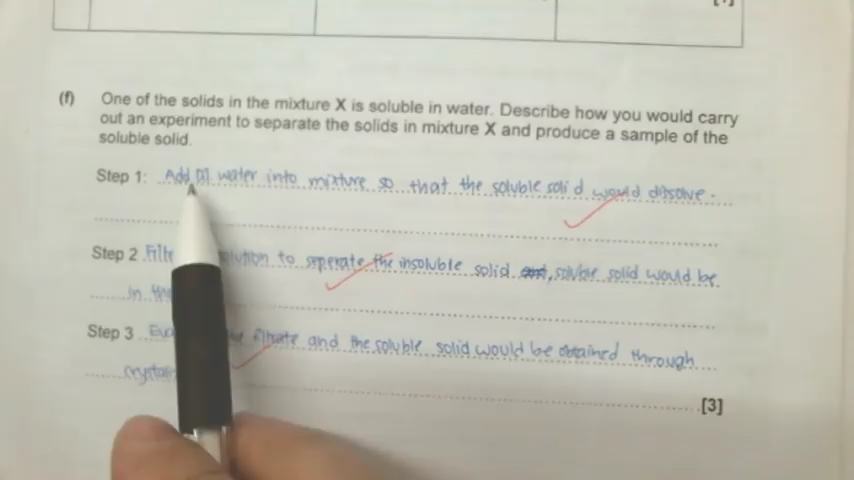 (f) One of the solids in the mixture X is soluble in water. Describe how you would carry
out an experiment to separate the solids in mixture X and produce a sample of the
soluble solid.
Step 1: Add water into mixture so that the soluble solid would dissolve.
Step 2 to seperate the insoluble solid , soluble solid would be
in
Step 3 filtrate and the soluble solid would be obtained through
[3]